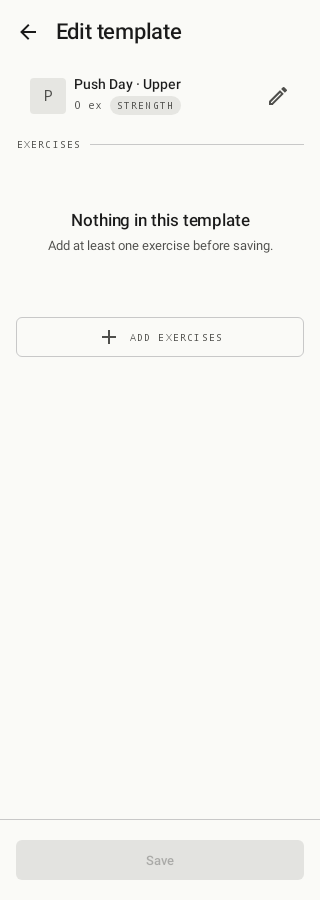 Edit template
P
Push Day · Upper
0 ex STRENGTH
EXERCISES
Nothing in this template
Add at least one exercise before saving.
ADD EXERCISES
Save